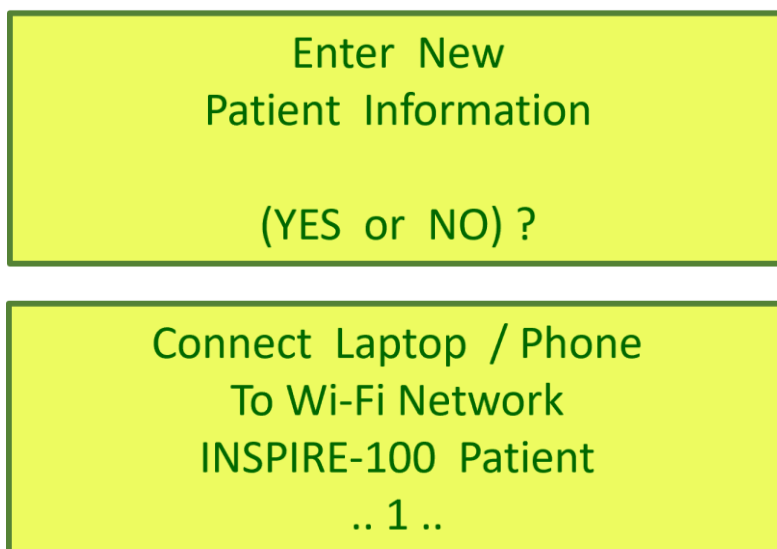 Enter New
Patient Information
(YES or NO) ?
Connect Laptop / Phone
To Wi-Fi Network
INSPIRE-100 Patient
.. 1 ..